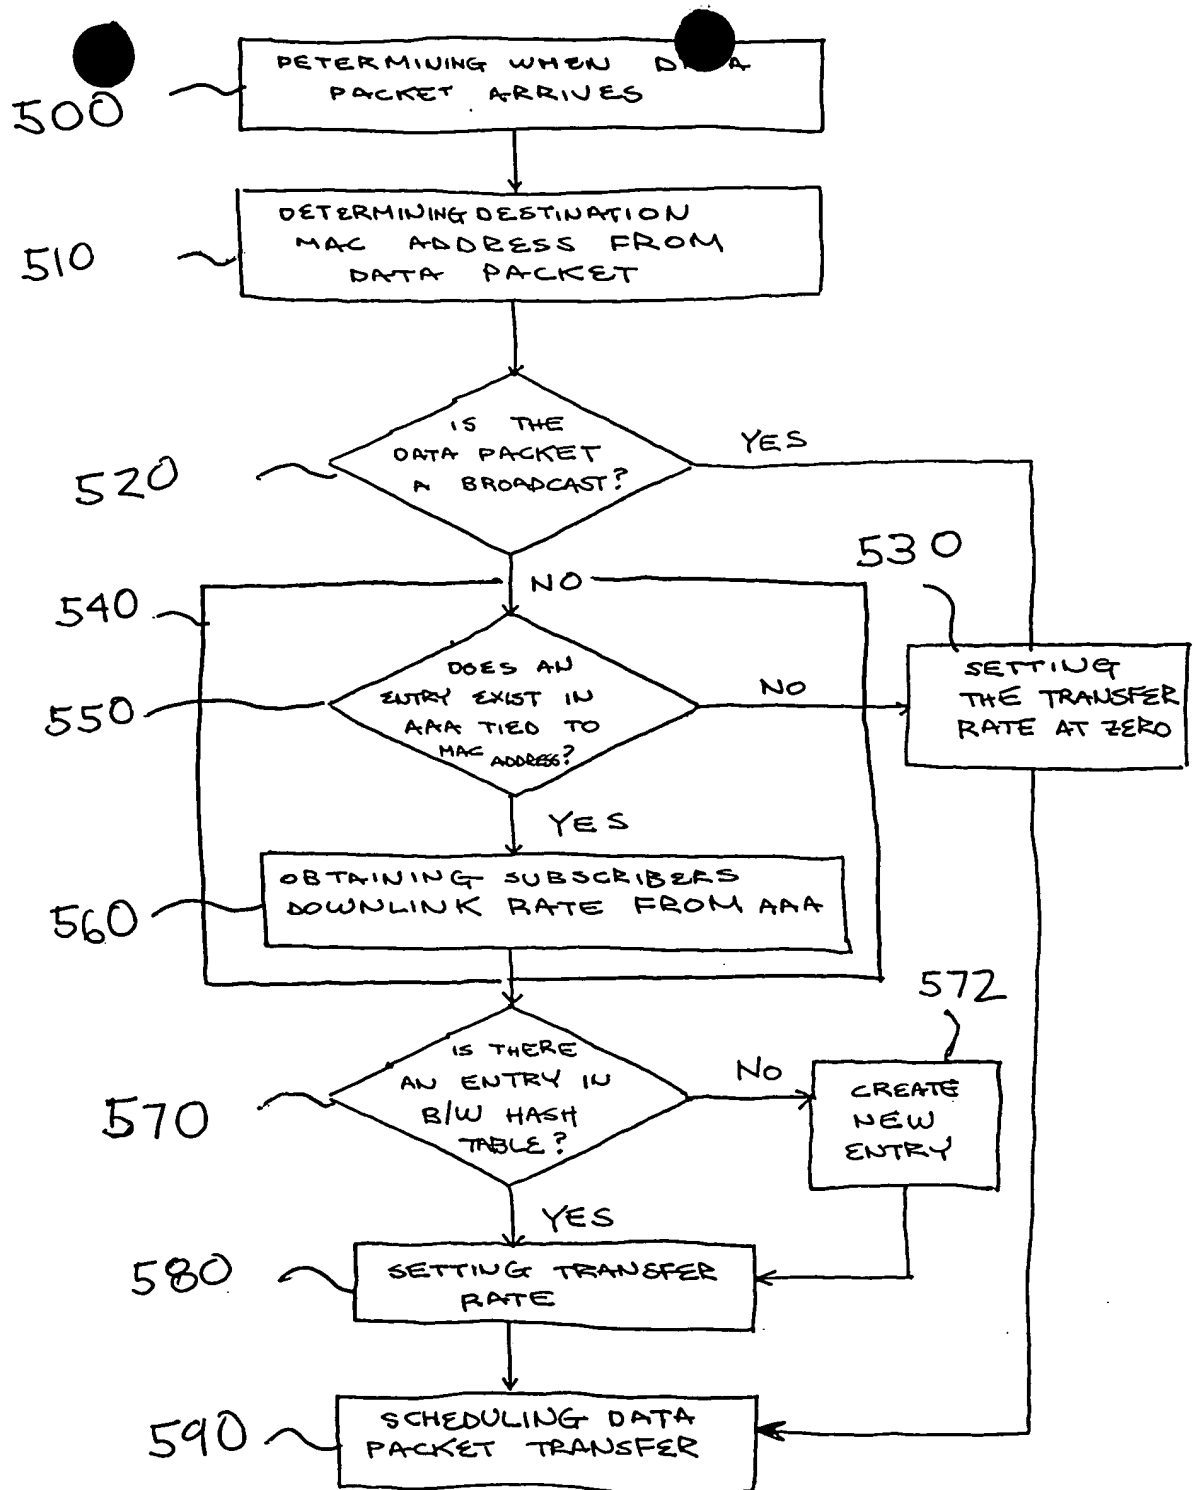 DETERMINING WHEN
PACKET ARRIVES
500
DETERMINING DESTINATION
MAC ADDRESS FROM
DATA PACKET
510
IS THE
DATA PACKET
A BROADCAST?
YES
520
530
NO
540
SETTING
THE TRANSFER
RATE AT ZERO
DOES AN
ENTRY EXIST IN
AAA TIED TO
MAC ADDRESS?
NO
550
YES
OBTAINING SUBSCRIBERS
DOWNLINK RATE FROM AAA
560
572
IS THERE
AN ENTRY IN
B/W HASH
TABLE?
NO
CREATE
NEW
ENTRY
570
YES
SETTING TRANSFER
RATE
580
SCHEDULING DATA
PACKET TRANSFER
590